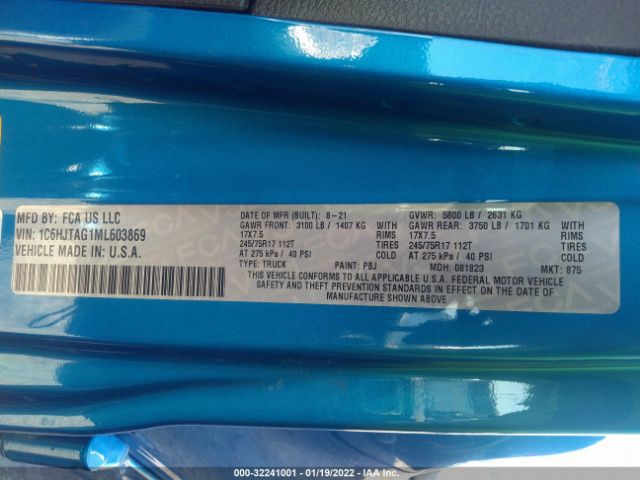 MFD BY: FCA US LLC
VIN: 1C6HJTAG1ML603869
VEHICLE MADE IN: U.S.A.
DATE OF MFR (BUILT): 8-21 GVWR: 5800 LB / 2631 KG
GAWR FRONT: 3100 LB / 1407 KG WITH GAWR REAR: 3750 LB / 1701 KG WITH
17X7.5 RIMS 17X7.5 RIMS
245/75R17 112T TIRES 245/75R17 112T TIRES
AT 275 kPa / 40 PSI COLD AT 275 kPa / 40 PSI COLD
TYPE: TRUCK PAINT: PBJ MDH: 081823 MKT: 875
THIS VEHICLE CONFORMS TO ALL APPLICABLE U.S.A. FEDERAL MOTOR VEHICLE
SAFETY AND THEFT PREVENTION STANDARDS IN EFFECT ON THE DATE OF
MANUFACTURE SHOWN ABOVE.
000-32241001 - 01/19/2022 - IAA Inc.